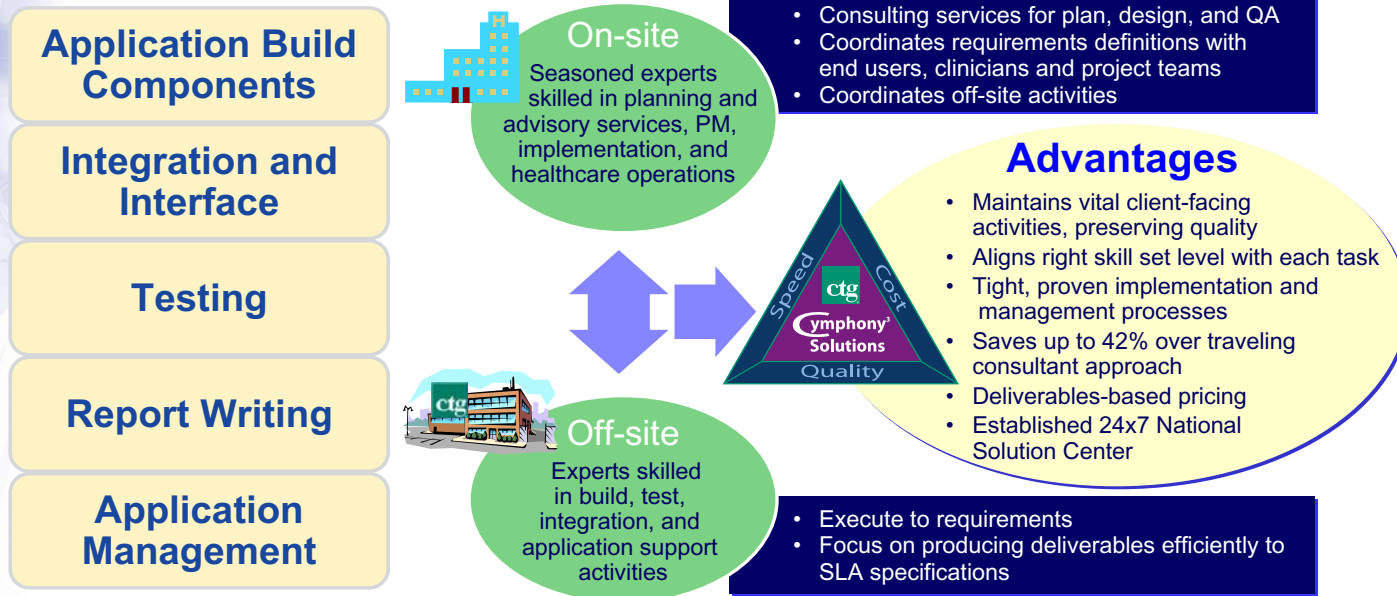 Application Build
Components
Integration and
Interface
Testing
Report Writing
Application
Management
H
On-site
Seasoned experts
skilled in planning and
advisory services, PM,
implementation, and
healthcare operations
• Consulting services for plan, design, and QA
• Coordinates requirements definitions with
end users, clinicians and project teams
• Coordinates off-site activities
Speed
Cost
Quality
ctg
Cymphony³
Solutions
Advantages
• Maintains vital client-facing
activities, preserving quality
• Aligns right skill set level with each task
• Tight, proven implementation and
management processes
• Saves up to 42% over traveling
consultant approach
• Deliverables-based pricing
• Established 24x7 National
Solution Center
ctg
Off-site
Experts skilled
in build, test,
integration, and
application support
activities
• Execute to requirements
• Focus on producing deliverables efficiently to
SLA specifications